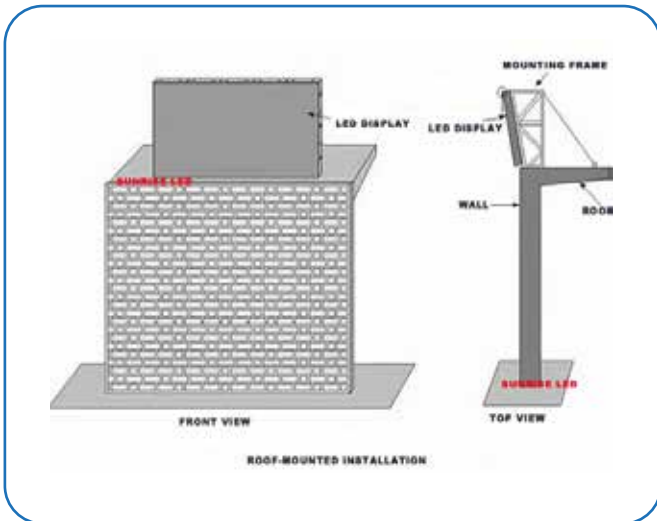 MOUNTING FRAME
LED DISPLAY
LED DISPLAY
SUNRISE LED
WALL
SUNRISE LED
FRONT VIEW
TOP VIEW
ROOF-MOUNTED INSTALLATION